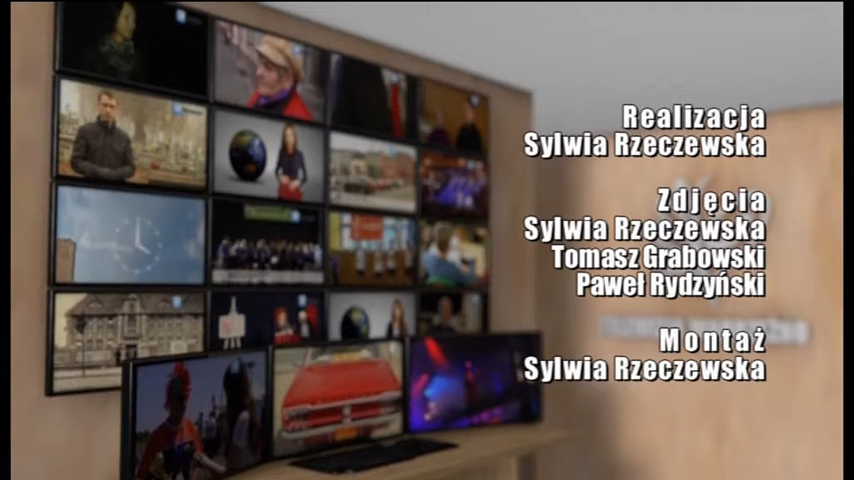 Realizacja
Sylwia Rzeczewska
Zdjęcia
Sylwia Rzeczewska
Tomasz Grabowski
Paweł Rydzyński
Montaż
Sylwia Rzeczewska